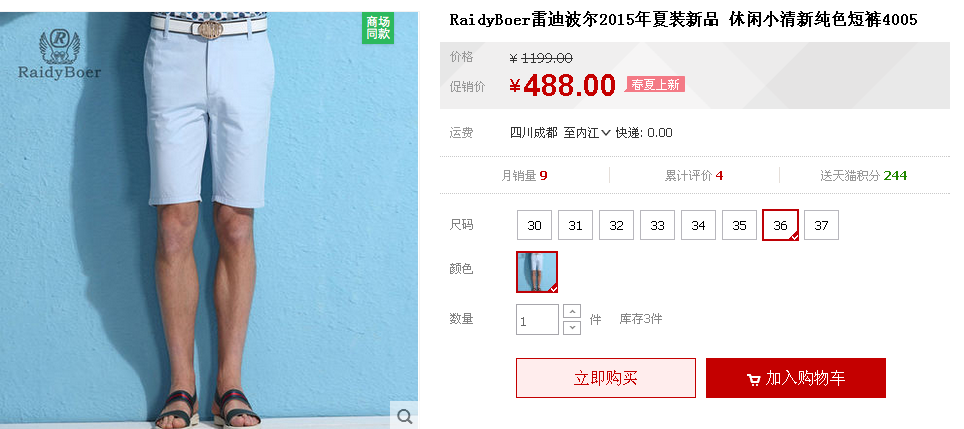 商场
同款
R
RaidyBoer
RaidyBoer雷迪波尔2015年夏装新品 休闲小清新纯色短裤4005
价格 ¥ 1199.00
促销价 ¥488.00 春夏上新
运费 四川成都 至内江 快递: 0.00
月销量 9 累计评价 4 送天猫积分 244
尺码 30 31 32 33 34 35 36 37
颜色
数量 1 件 库存3件
立即购买 加入购物车